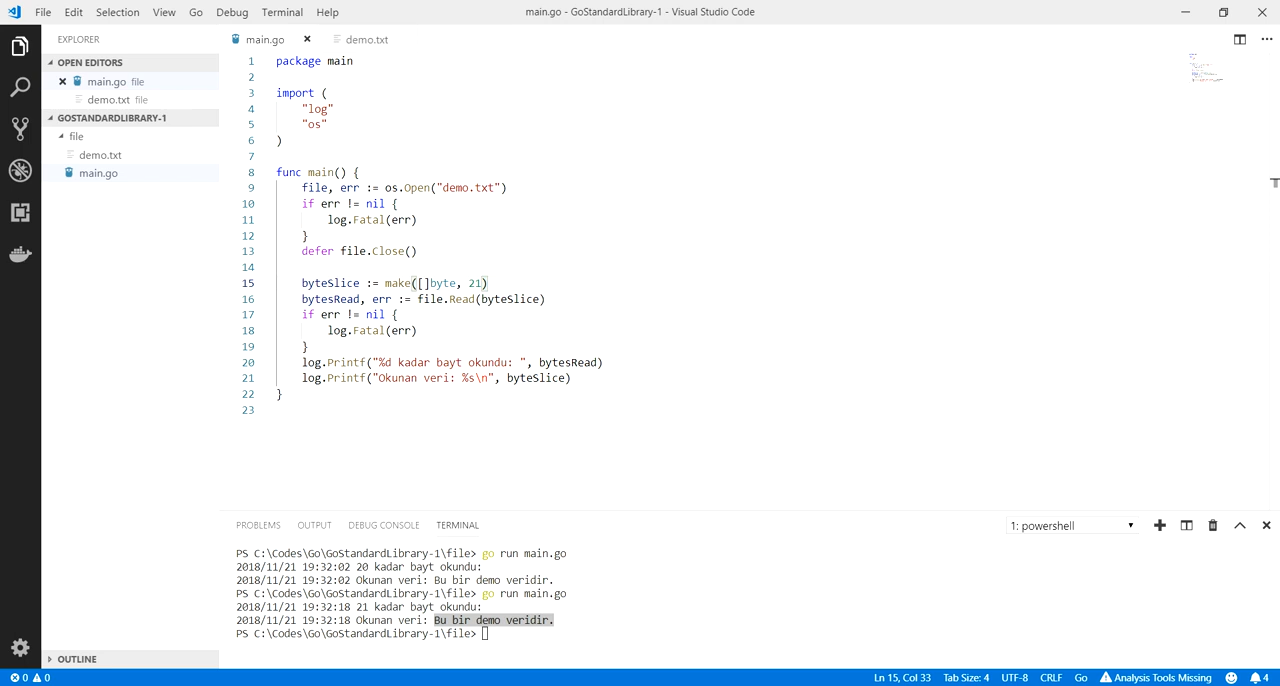 File Edit Selection View Go Debug Terminal Help
main.go - GoStandardLibrary-1 - Visual Studio Code
EXPLORER
OPEN EDITORS
main.go file
demo.txt file
GOSTANDARDLIBRARY-1
file
demo.txt
main.go
OUTLINE
main.go
demo.txt
1 package main
2
3 import (
4 "log"
5 "os"
6 )
7
8 func main() {
9 file, err := os.Open("demo.txt")
10 if err != nil {
11 log.Fatal(err)
12 }
13 defer file.Close()
14
15 byteSlice := make([]byte, 21)
16 bytesRead, err := file.Read(byteSlice)
17 if err != nil {
18 log.Fatal(err)
19 }
20 log.Printf("%d kadar bayt okundu: ", bytesRead)
21 log.Printf("Okunan veri: %s\n", byteSlice)
22 }
23
PROBLEMS OUTPUT DEBUG CONSOLE TERMINAL
1: powershell
PS C:\Codes\Go\GoStandardLibrary-1\file> go run main.go
2018/11/21 19:32:02 20 kadar bayt okundu:
2018/11/21 19:32:02 Okunan veri: Bu bir demo veridir.
PS C:\Codes\Go\GoStandardLibrary-1\file> go run main.go
2018/11/21 19:32:18 21 kadar bayt okundu:
2018/11/21 19:32:18 Okunan veri: Bu bir demo veridir.
PS C:\Codes\Go\GoStandardLibrary-1\file>
0 0
Ln 15, Col 33 Tab Size: 4 UTF-8 CRLF Go Analysis Tools Missing 4